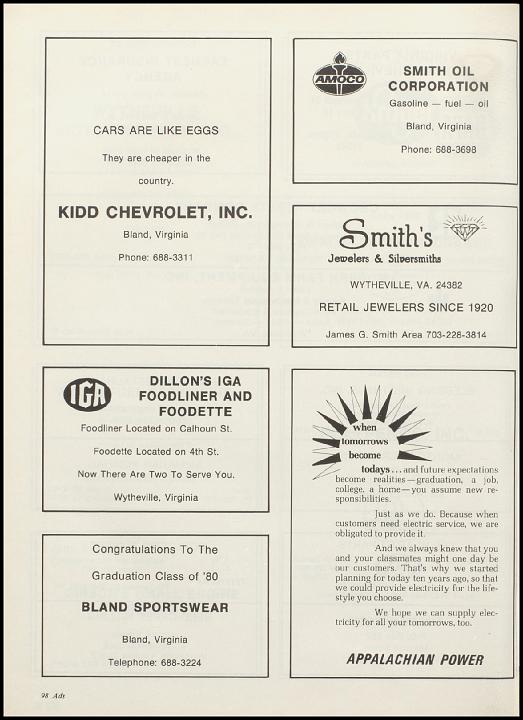 CARS ARE LIKE EGGS
They are cheaper in the
country.
KIDD CHEVROLET, INC.
Bland, Virginia
Phone: 688-3311
AMOCO
SMITH OIL
CORPORATION
Gasoline — fuel — oil
Bland, Virginia
Phone: 688-3698
Smith's
Jewelers & Silversmiths
WYTHEVILLE, VA. 24382
RETAIL JEWELERS SINCE 1920
James G. Smith Area 703-228-3814
IGA
DILLON'S IGA
FOODLINER AND
FOODETTE
Foodliner Located on Calhoun St.
Foodette Located on 4th St.
Now There Are Two To Serve You.
Wytheville, Virginia
Congratulations To The
Graduation Class of '80
BLAND SPORTSWEAR
Bland, Virginia
Telephone: 688-3224
when
tomorrows
become
todays...and future expectations
become realities—graduation, a job,
college, a home—you assume new re-
sponsibilities.
Just as we do. Because when
customers need electric service, we are
obligated to provide it.
And we always knew that you
and your classmates might one day be
our customers. That's why we started
planning for today ten years ago, so that
we could provide electricity for the life-
style you choose.
We hope we can supply elec-
tricity for all your tomorrows, too.
APPALACHIAN POWER
98 Ads